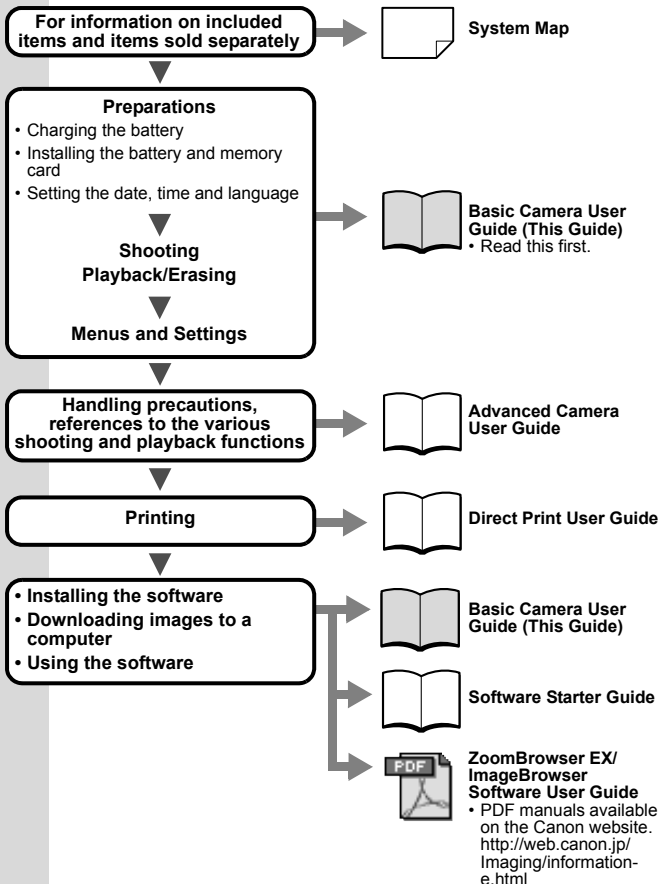 For information on included
items and items sold separately
System Map
Preparations
• Charging the battery
• Installing the battery and memory
card
• Setting the date, time and language
Shooting
Playback/Erasing
Menus and Settings
Basic Camera User
Guide (This Guide)
• Read this first.
Handling precautions,
references to the various
shooting and playback functions
Advanced Camera
User Guide
Printing
Direct Print User Guide
• Installing the software
• Downloading images to a
computer
• Using the software
Basic Camera User
Guide (This Guide)
Software Starter Guide
PDF
ZoomBrowser EX/
ImageBrowser
Software User Guide
• PDF manuals available
on the Canon website.
http://web.canon.jp/
Imaging/information-
e.html